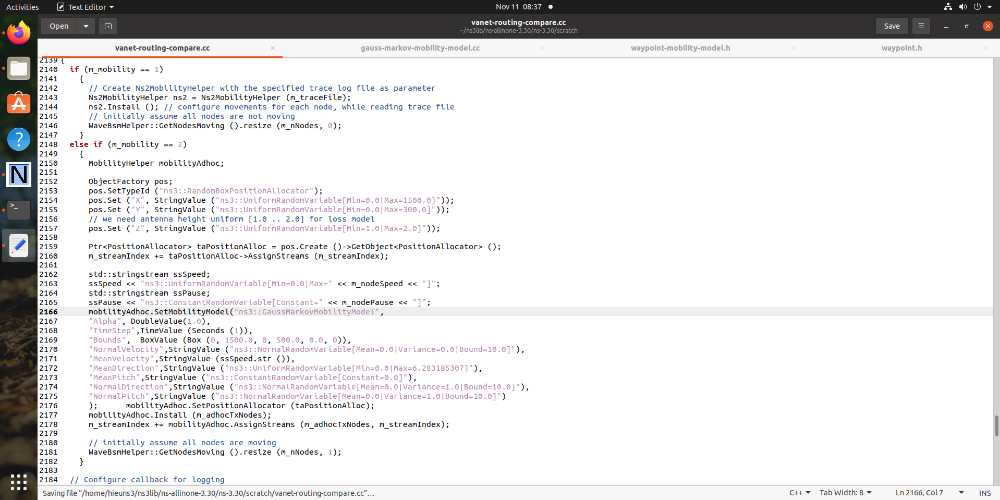 Activities Text Editor Nov 11 08:37
Open Save
vanet-routing-compare.cc
~/ns3lib/ns-allinone-3.30/ns-3.30/scratch
vanet-routing-compare.cc × gauss-markov-mobility-model.cc × waypoint-mobility-model.h × waypoint.h ×
2139 {
2140   if (m_mobility == 1)
2141     {
2142       // Create Ns2MobilityHelper with the specified trace log file as parameter
2143       Ns2MobilityHelper ns2 = Ns2MobilityHelper (m_traceFile);
2144       ns2.Install (); // configure movements for each node, while reading trace file
2145       // initially assume all nodes are not moving
2146       WaveBsmHelper::GetNodesMoving ().resize (m_nNodes, 0);
2147     }
2148   else if (m_mobility == 2)
2149     {
2150       MobilityHelper mobilityAdhoc;
2151
2152       ObjectFactory pos;
2153       pos.SetTypeId ("ns3::RandomBoxPositionAllocator");
2154       pos.Set ("X", StringValue ("ns3::UniformRandomVariable[Min=0.0|Max=1500.0]"));
2155       pos.Set ("Y", StringValue ("ns3::UniformRandomVariable[Min=0.0|Max=300.0]"));
2156       // we need antenna height uniform [1.0 .. 2.0] for loss model
2157       pos.Set ("Z", StringValue ("ns3::UniformRandomVariable[Min=1.0|Max=2.0]"));
2158
2159       Ptr<PositionAllocator> taPositionAlloc = pos.Create ()->GetObject<PositionAllocator> ();
2160       m_streamIndex += taPositionAlloc->AssignStreams (m_streamIndex);
2161
2162       std::stringstream ssSpeed;
2163       ssSpeed << "ns3::UniformRandomVariable[Min=0.0|Max=" << m_nodeSpeed << "]";
2164       std::stringstream ssPause;
2165       ssPause << "ns3::ConstantRandomVariable[Constant=" << m_nodePause << "]";
2166       mobilityAdhoc.SetMobilityModel("ns3::GaussMarkovMobilityModel",
2167       "Alpha", DoubleValue(1.0),
2168       "TimeStep",TimeValue (Seconds (1)),
2169       "Bounds",  BoxValue (Box (0, 1500.0, 0, 500.0, 0.0, 0)),
2170       "NormalVelocity",StringValue ("ns3::NormalRandomVariable[Mean=0.0|Variance=0.0|Bound=10.0]"),
2171       "MeanVelocity",StringValue (ssSpeed.str ()),
2172       "MeanDirection",StringValue ("ns3::UniformRandomVariable[Min=0.0|Max=6.283185307]"),
2173       "MeanPitch",StringValue ("ns3::ConstantRandomVariable[Constant=0.0]"),
2174       "NormalDirection",StringValue ("ns3::NormalRandomVariable[Mean=0.0|Variance=1.0|Bound=10.0]"),
2175       "NormalPitch",StringValue ("ns3::NormalRandomVariable[Mean=0.0|Variance=1.0|Bound=10.0]")
2176       );      mobilityAdhoc.SetPositionAllocator (taPositionAlloc);
2177       mobilityAdhoc.Install (m_adhocTxNodes);
2178       m_streamIndex += mobilityAdhoc.AssignStreams (m_adhocTxNodes, m_streamIndex);
2179
2180       // initially assume all nodes are moving
2181       WaveBsmHelper::GetNodesMoving ().resize (m_nNodes, 1);
2182     }
2183
2184   // Configure callback for logging
Saving file “/home/hieuns3/ns3lib/ns-allinone-3.30/ns-3.30/scratch/vanet-routing-compare.cc”… C++ Tab Width: 8 Ln 2166, Col 7 INS